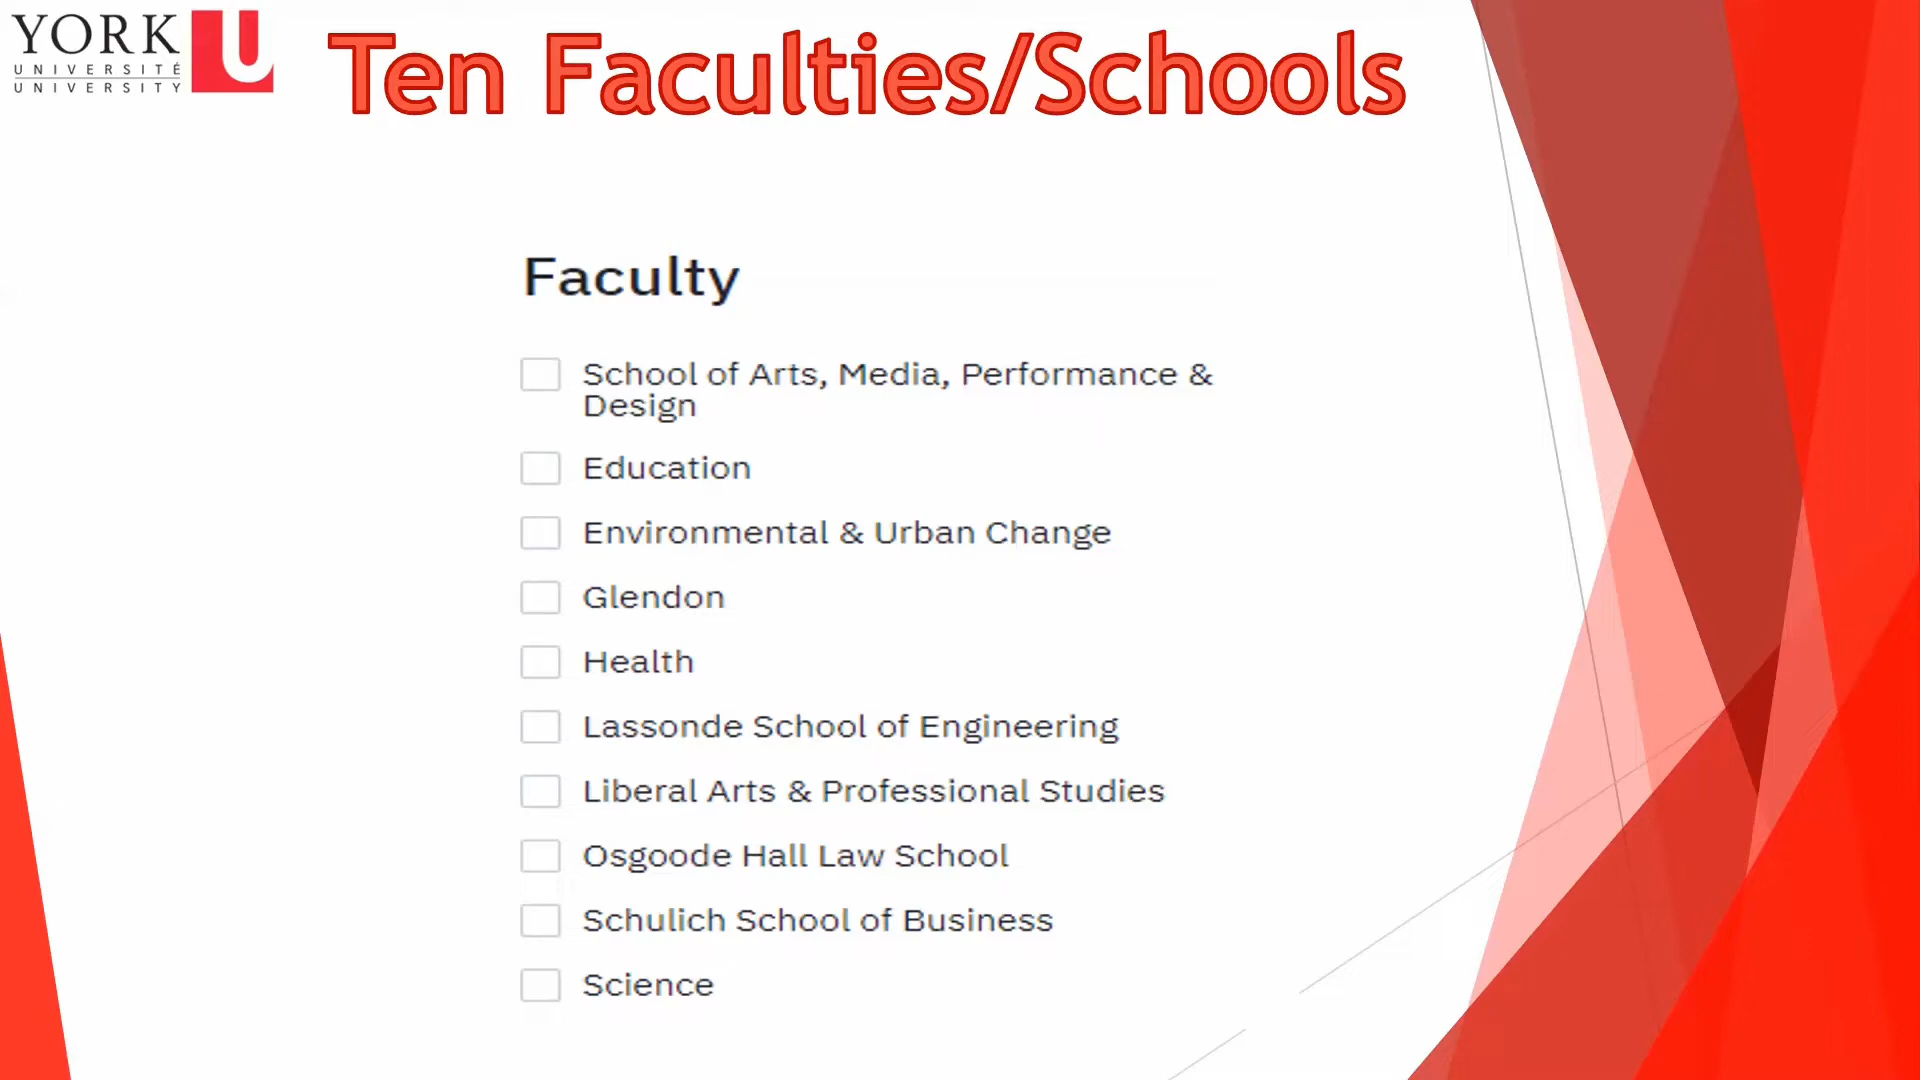 YORK U
UNIVERSITÉ
UNIVERSITY
Ten Faculties/Schools
Faculty
School of Arts, Media, Performance &
Design
Education
Environmental & Urban Change
Glendon
Health
Lassonde School of Engineering
Liberal Arts & Professional Studies
Osgoode Hall Law School
Schulich School of Business
Science